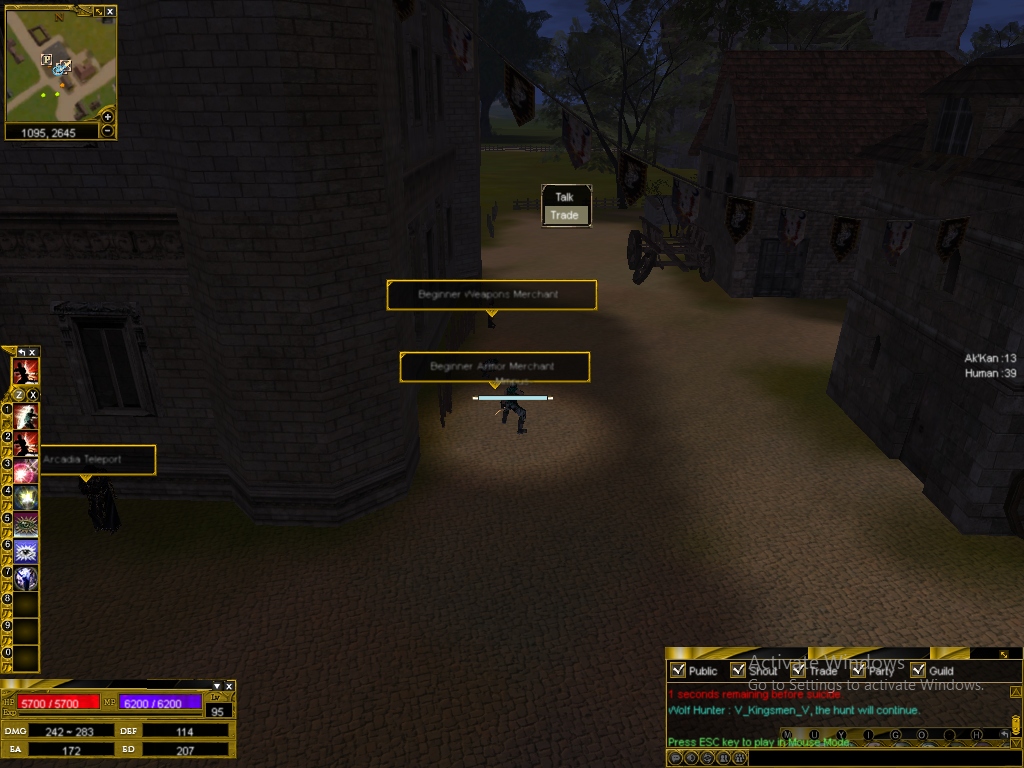 N
P
1095, 2645
Talk
Trade
Beginner Weapons Merchant
Beginner Armor Merchant
Ak'Kan :13
Human :39
Z X
1
2
3
4
5
6
7
8
9
0
Arcadia Teleport
HP 5700 / 5700 MP 6200 / 6200 Lv 95
Exp
DMG 242 ~ 283 DEF 114
EA 172 ED 207
Public Shout Trade Party Guild
Activate Windows
Go to Settings to activate Windows.
1 seconds remaining before suicide
Wolf Hunter : V_Kingsmen_V, the hunt will continue.
Press ESC key to play in Mouse Mode.